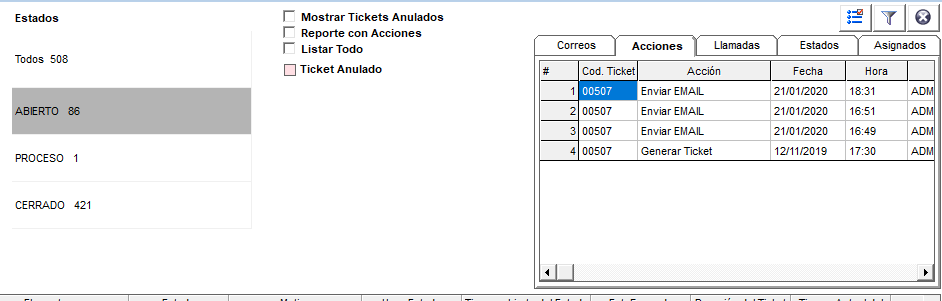 Estados
Todos 508
ABIERTO 86
PROCESO 1
CERRADO 421
Mostrar Tickets Anulados
Reporte con Acciones
Listar Todo
Ticket Anulado
Correos Acciones Llamadas Estados Asignados
# Cod. Ticket Acción Fecha Hora
1 00507 Enviar EMAIL 21/01/2020 18:31 ADM
2 00507 Enviar EMAIL 21/01/2020 16:51 ADM
3 00507 Enviar EMAIL 21/01/2020 16:49 ADM
4 00507 Generar Ticket 12/11/2019 17:30 ADM